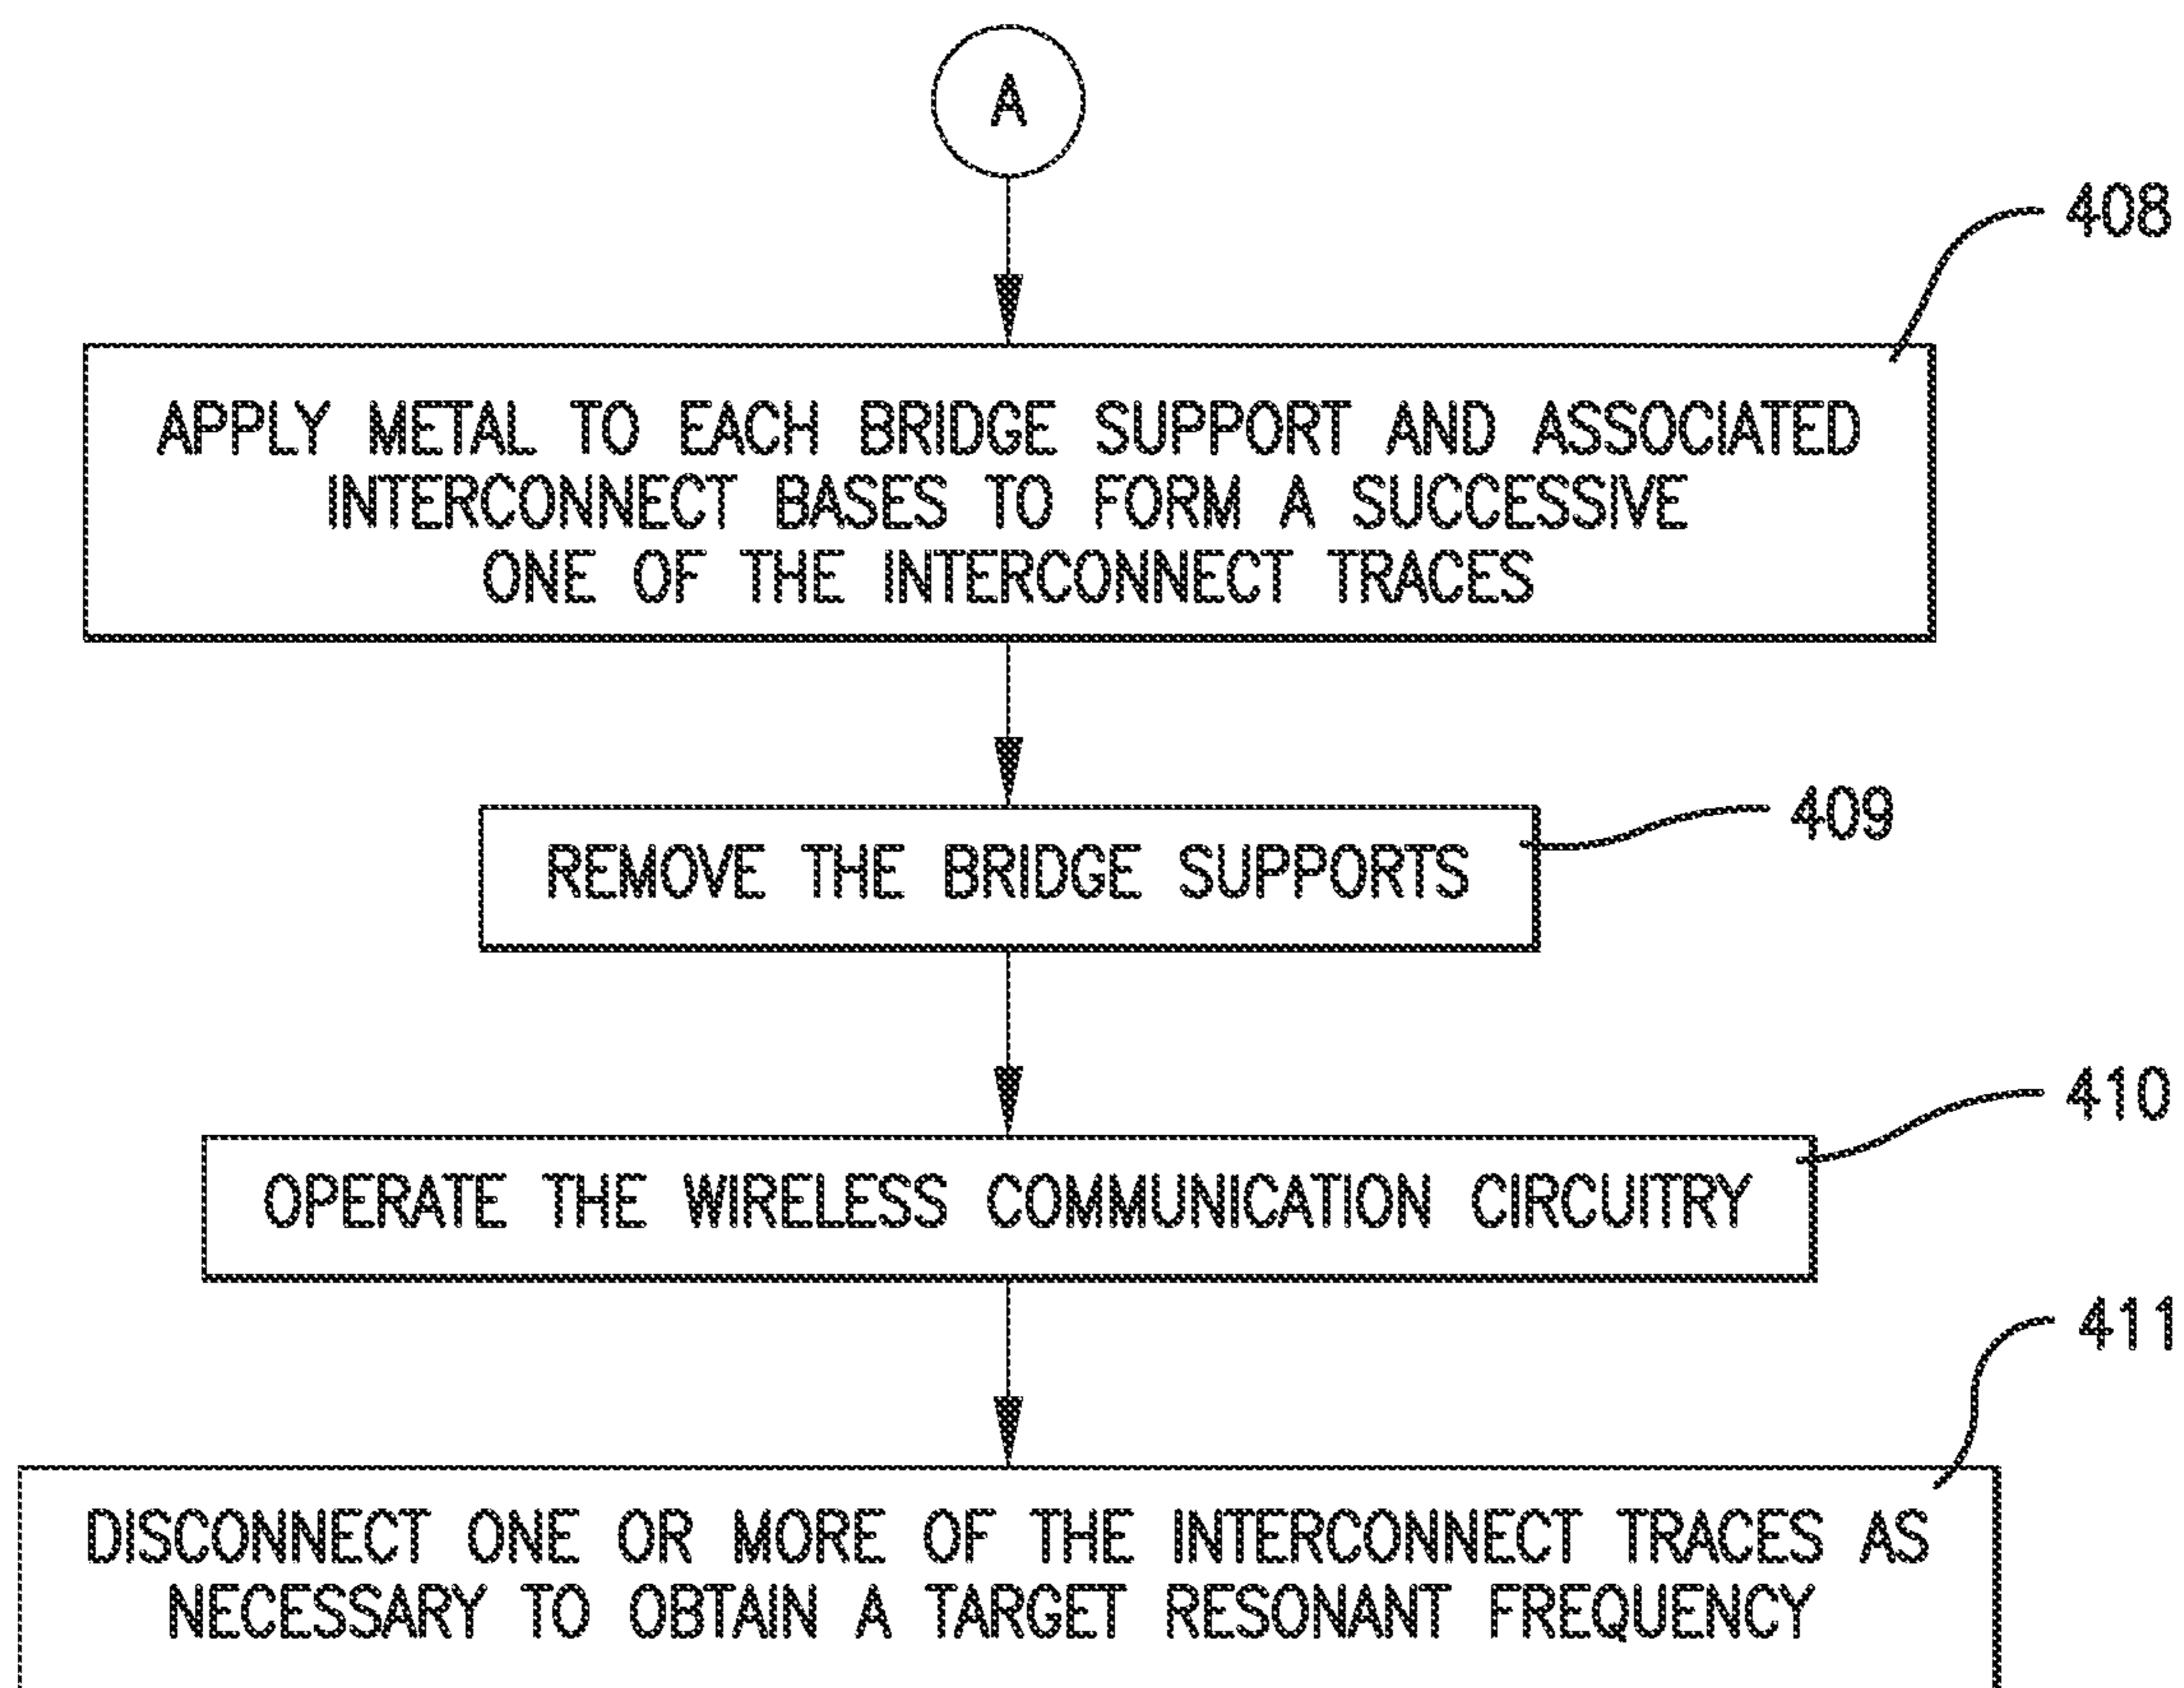 A
408
APPLY METAL TO EACH BRIDGE SUPPORT AND ASSOCIATED
INTERCONNECT BASES TO FORM A SUCCESSIVE
ONE OF THE INTERCONNECT TRACES
409
REMOVE THE BRIDGE SUPPORTS
410
OPERATE THE WIRELESS COMMUNICATION CIRCUITRY
411
DISCONNECT ONE OR MORE OF THE INTERCONNECT TRACES AS
NECESSARY TO OBTAIN A TARGET RESONANT FREQUENCY